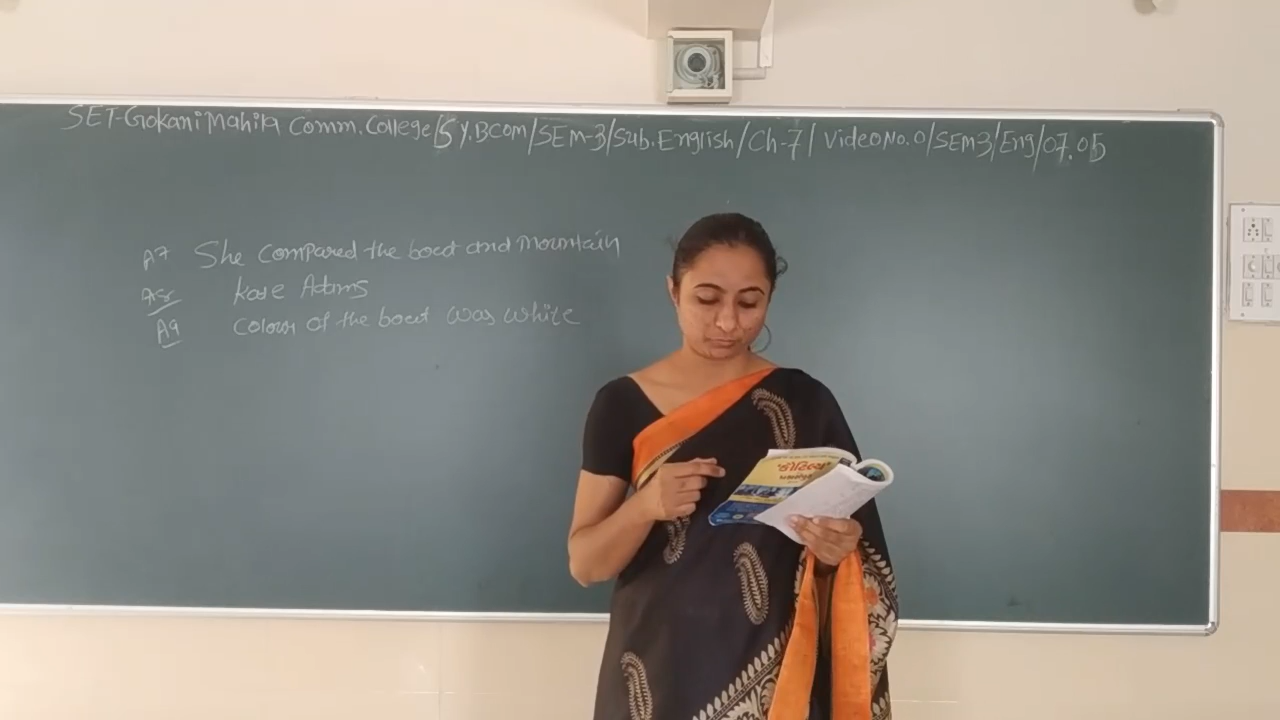 SET-Gokani Mahila Comm. College/S Y.BCOM/SEM-3/Sub. English/Ch-7/ Video No. 0/SEM3/Eng/07.05
A7 She compared the boat and mountain
A8 Kate Adams
A9 Colour of the boat was white